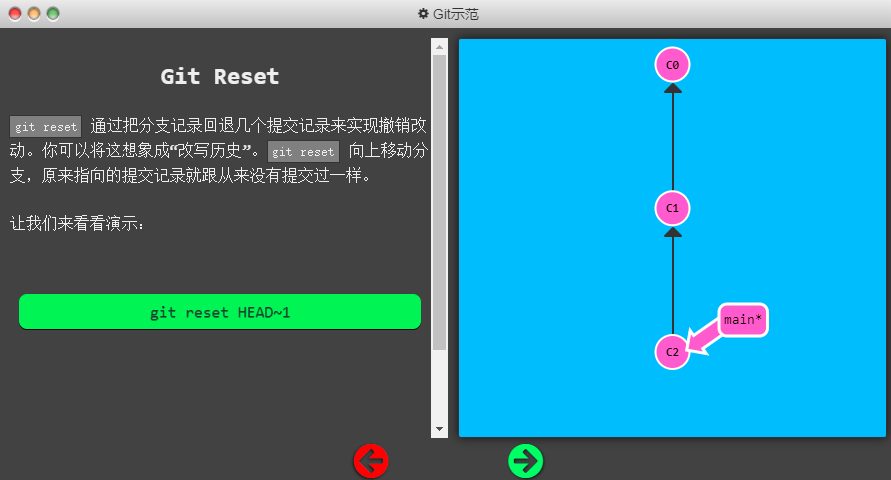 Git示范
Git Reset
git reset 通过把分支记录回退几个提交记录来实现撤销改
动。你可以将这想象成“改写历史”。git reset 向上移动分
支，原来指向的提交记录就跟从来没有提交过一样。
让我们来看看演示：
git reset HEAD~1
C0
C1
main*
C2